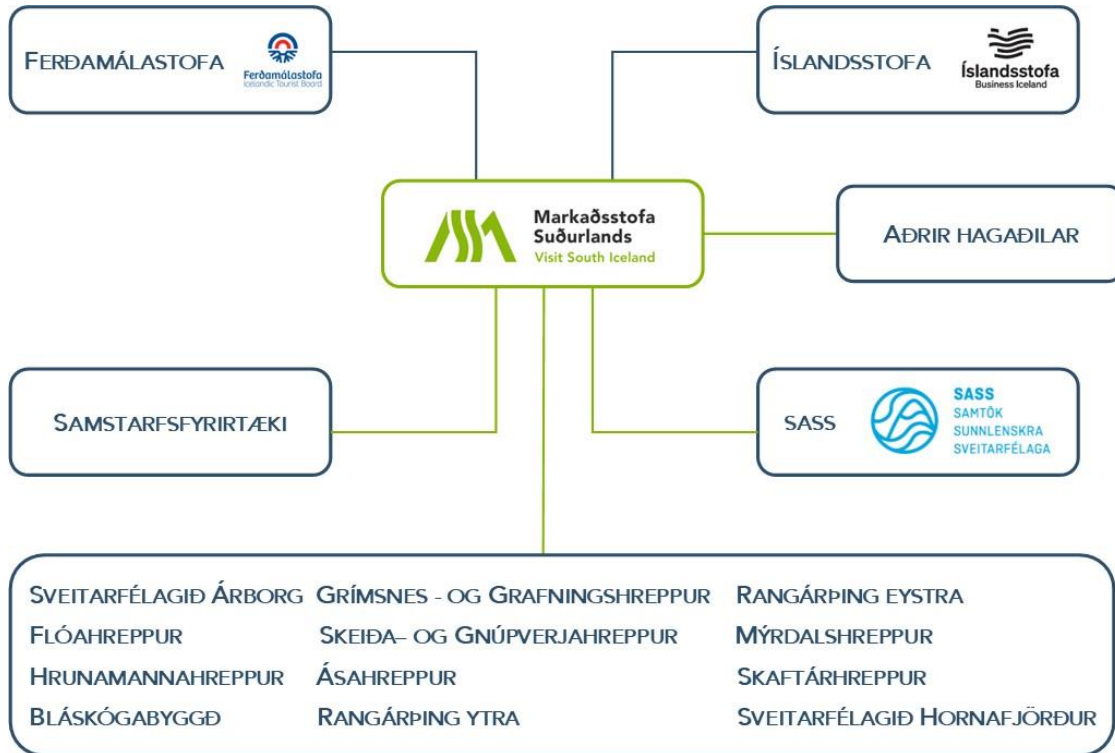 FERÐAMÁLASTOFA
Ferðamálastofa
Icelandic Tourist Board
ÍSLANDSSTOFA
Íslandsstofa
Business Iceland
Markaðsstofa
Suðurlands
Visit South Iceland
AÐRIR HAGAÐILAR
SAMSTARFSFYRIRTÆKI
SASS
SASS
SAMTÖK
SUNNLENSKRA
SVEITARFÉLAGA
SVEITARFÉLAGIÐ ÁRBORG GRÍMSNES - OG GRAFNINGSHREPPUR RANGÁRÞING EYSTRA
FLÓAHREPPUR SKEIÐA– OG GNÚPVERJAHREPPUR MÝRDALSHREPPUR
HRUNAMANNAHREPPUR ÁSAHREPPUR SKAFTÁRHREPPUR
BLÁSKÓGABYGGÐ RANGÁRÞING YTRA SVEITARFÉLAGIÐ HORNAFJÖRÐUR